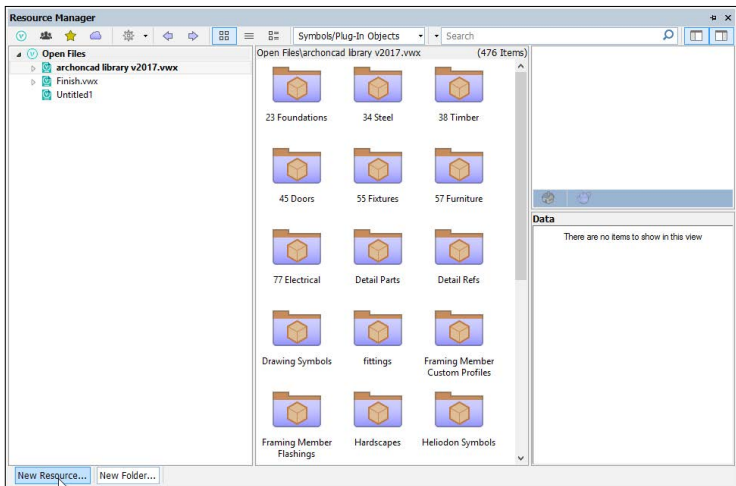 Resource Manager
Symbols/Plug-In Objects
Search
Open Files
archoncad library v2017.vwx
Finish.vwx
Untitled1
Open Files\archoncad library v2017.vwx (476 Items)
23 Foundations
34 Steel
38 Timber
45 Doors
55 Fixtures
57 Furniture
77 Electrical
Detail Parts
Detail Refs
Drawing Symbols
fittings
Framing Member
Custom Profiles
Framing Member
Flashings
Hardscapes
Heliodon Symbols
Data
There are no items to show in this view
New Resource...
New Folder...